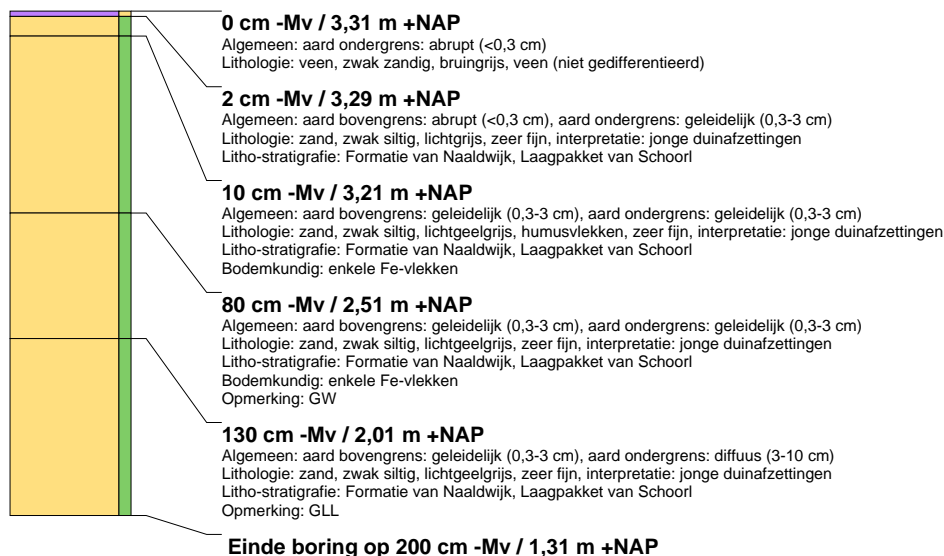 0 cm -Mv / 3,31 m +NAP
Algemeen: aard ondergrens: abrupt (<0,3 cm)
Lithologie: veen, zwak zandig, bruingrijs, veen (niet gedifferentieerd)
2 cm -Mv / 3,29 m +NAP
Algemeen: aard bovengrens: abrupt (<0,3 cm), aard ondergrens: geleidelijk (0,3-3 cm)
Lithologie: zand, zwak siltig, lichtgrijs, zeer fijn, interpretatie: jonge duinafzettingen
Litho-stratigrafie: Formatie van Naaldwijk, Laagpakket van Schoorl
10 cm -Mv / 3,21 m +NAP
Algemeen: aard bovengrens: geleidelijk (0,3-3 cm), aard ondergrens: geleidelijk (0,3-3 cm)
Lithologie: zand, zwak siltig, lichtgeelgrijs, humusvlekken, zeer fijn, interpretatie: jonge duinafzettingen
Litho-stratigrafie: Formatie van Naaldwijk, Laagpakket van Schoorl
Bodemkundig: enkele Fe-vlekken
80 cm -Mv / 2,51 m +NAP
Algemeen: aard bovengrens: geleidelijk (0,3-3 cm), aard ondergrens: geleidelijk (0,3-3 cm)
Lithologie: zand, zwak siltig, lichtgeelgrijs, zeer fijn, interpretatie: jonge duinafzettingen
Litho-stratigrafie: Formatie van Naaldwijk, Laagpakket van Schoorl
Bodemkundig: enkele Fe-vlekken
Opmerking: GW
130 cm -Mv / 2,01 m +NAP
Algemeen: aard bovengrens: geleidelijk (0,3-3 cm), aard ondergrens: diffuus (3-10 cm)
Lithologie: zand, zwak siltig, lichtgeelgrijs, zeer fijn, interpretatie: jonge duinafzettingen
Litho-stratigrafie: Formatie van Naaldwijk, Laagpakket van Schoorl
Opmerking: GLL
Einde boring op 200 cm -Mv / 1,31 m +NAP